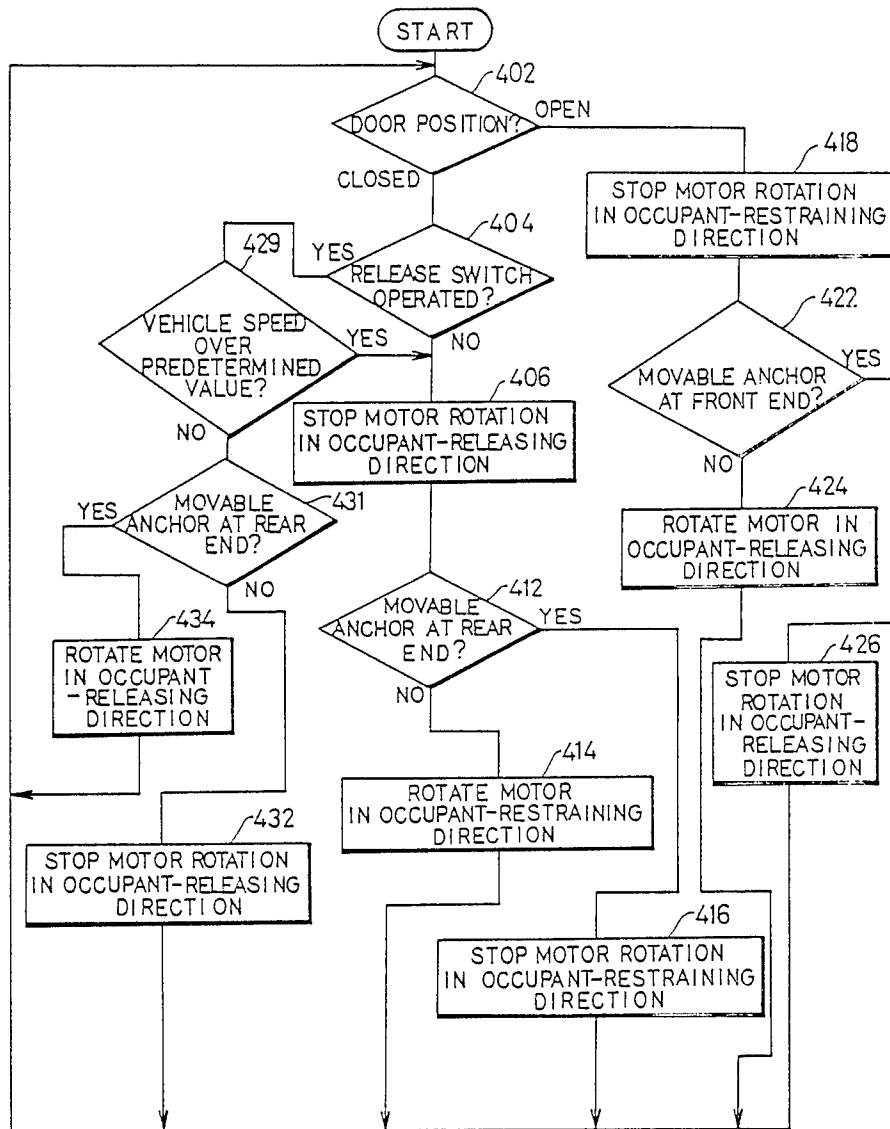 START
402
DOOR POSITION?
OPEN
CLOSED
418
STOP MOTOR ROTATION
IN OCCUPANT-RESTRAINING
DIRECTION
404
YES
RELEASE SWITCH
OPERATED?
NO
429
VEHICLE SPEED
OVER
PREDETERMINED
VALUE?
YES
NO
422
MOVABLE ANCHOR
AT FRONT END?
YES
NO
406
STOP MOTOR ROTATION
IN OCCUPANT-RELEASING
DIRECTION
431
YES
MOVABLE
ANCHOR AT REAR
END?
NO
424
ROTATE MOTOR IN
OCCUPANT-RELEASING
DIRECTION
412
MOVABLE
ANCHOR AT REAR
END?
YES
NO
434
ROTATE MOTOR
IN OCCUPANT
-RELEASING
DIRECTION
426
STOP MOTOR
ROTATION
IN OCCUPANT-
RELEASING
DIRECTION
414
ROTATE MOTOR
IN OCCUPANT-RESTRAINING
DIRECTION
432
STOP MOTOR ROTATION
IN OCCUPANT-RELEASING
DIRECTION
416
STOP MOTOR ROTATION
IN OCCUPANT-RESTRAINING
DIRECTION